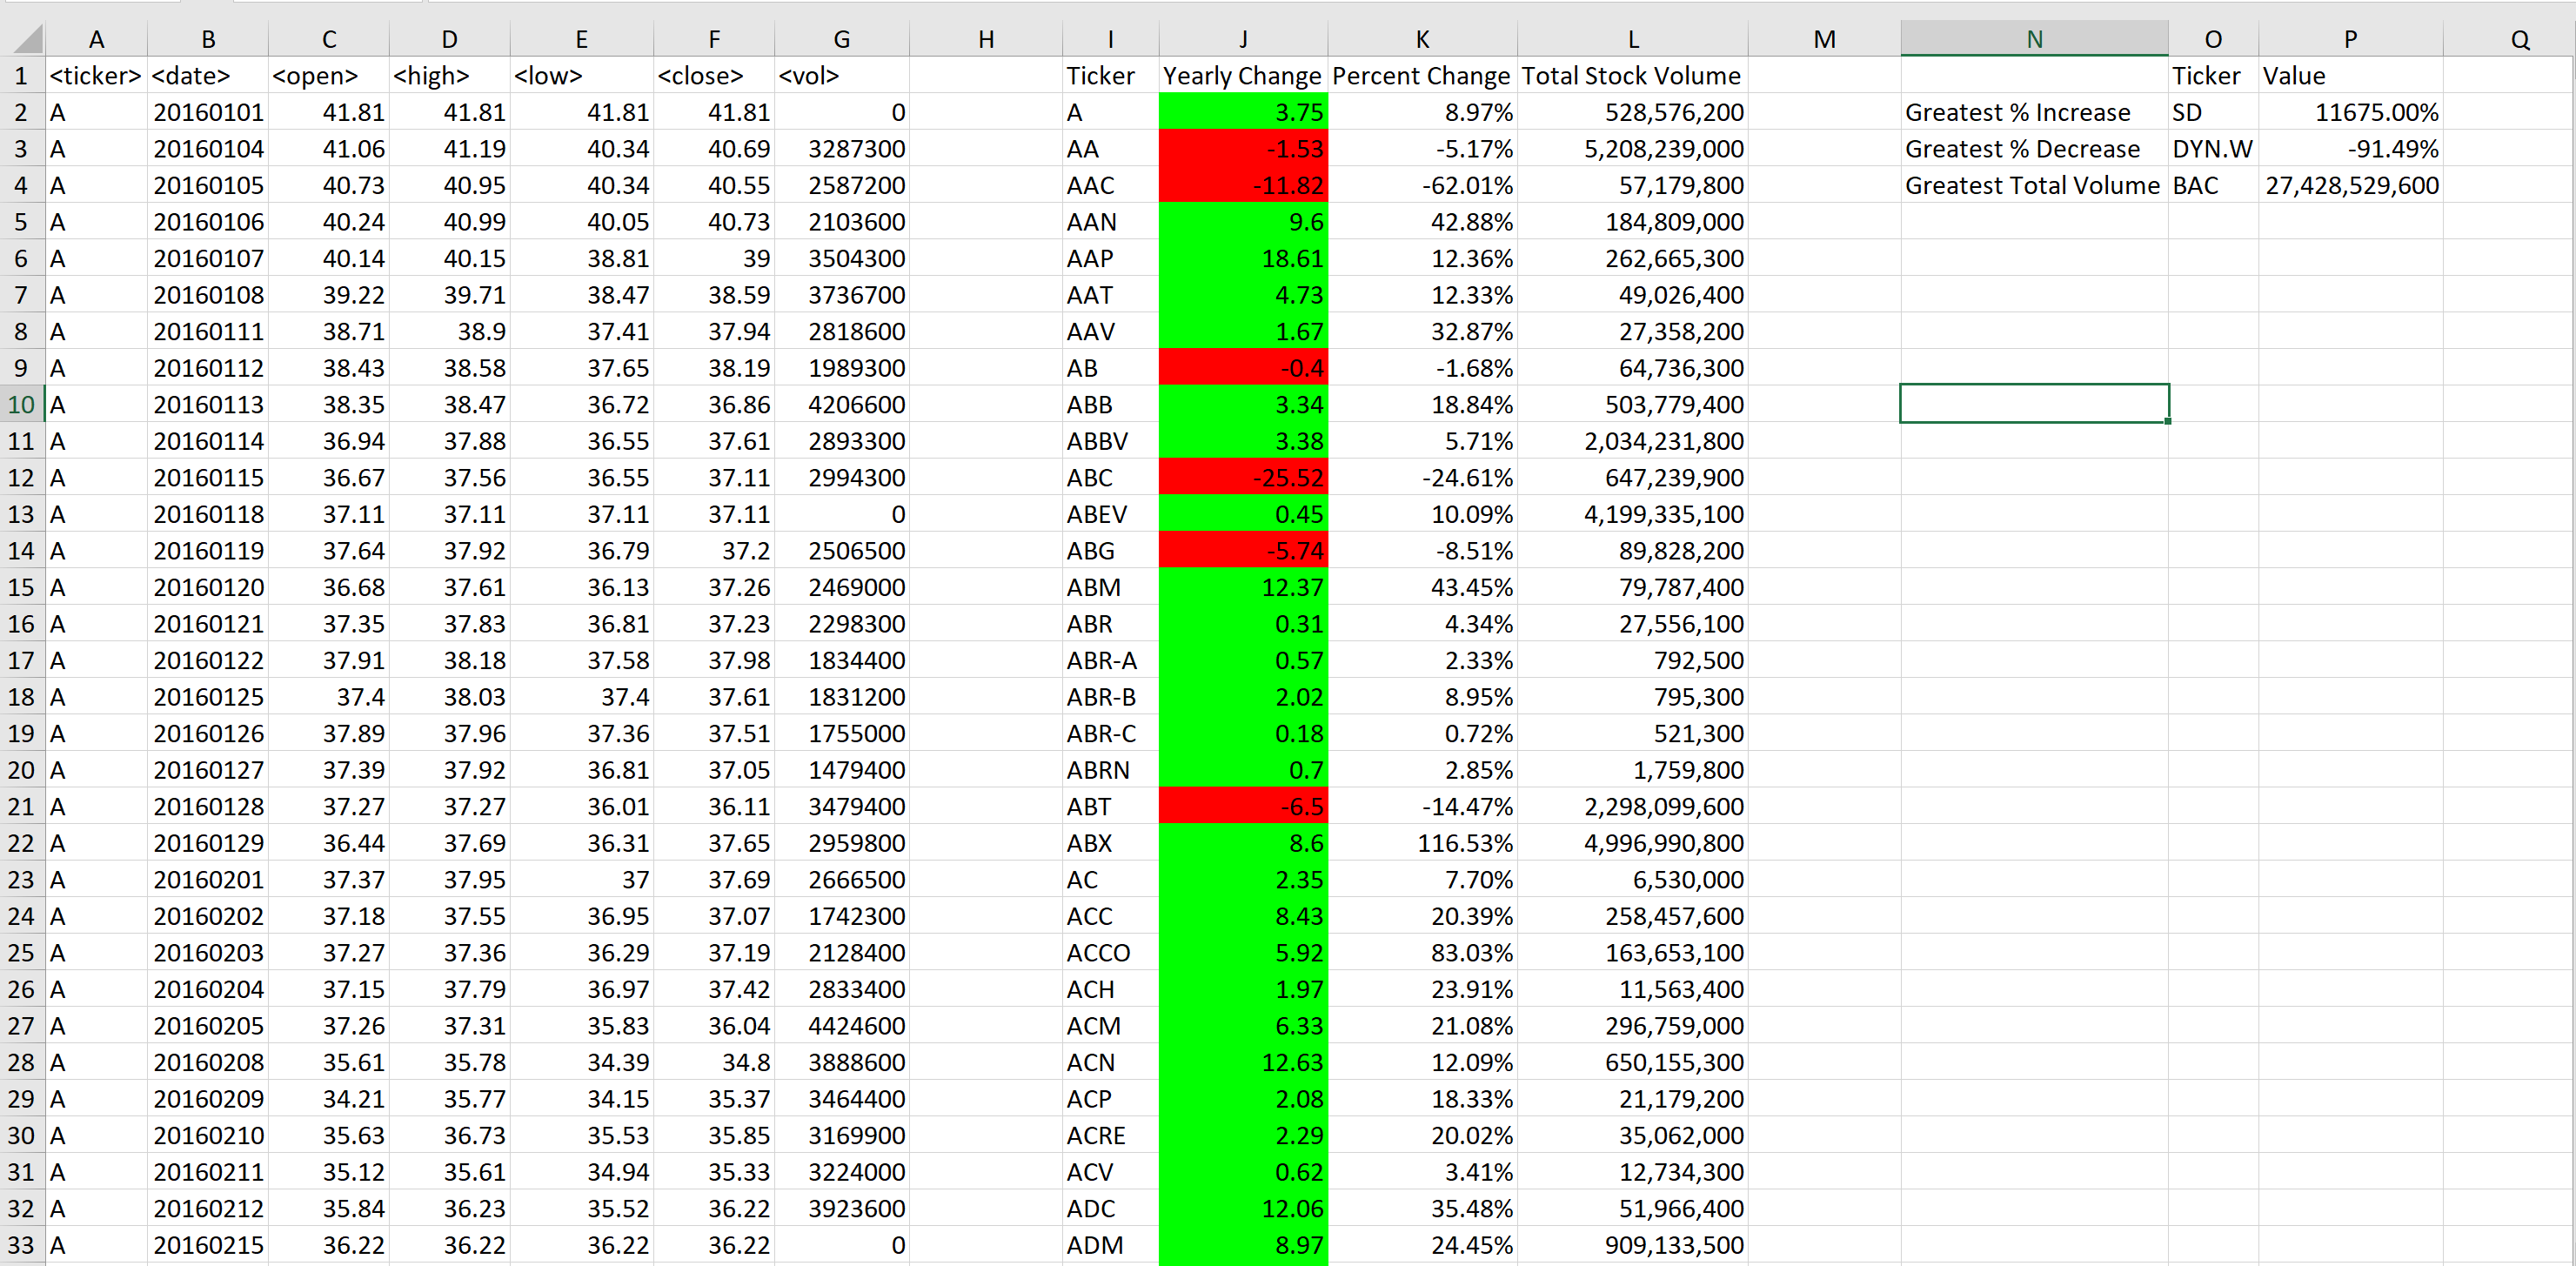 A B C D E F G H I J K L M N O P Q
1 <ticker> <date> <open> <high> <low> <close> <vol> Ticker Yearly Change Percent Change Total Stock Volume Ticker Value
2 A 20160101 41.81 41.81 41.81 41.81 0 A 3.75 8.97% 528,576,200 Greatest % Increase SD 11675.00%
3 A 20160104 41.06 41.19 40.34 40.69 3287300 AA -1.53 -5.17% 5,208,239,000 Greatest % Decrease DYN.W -91.49%
4 A 20160105 40.73 40.95 40.34 40.55 2587200 AAC -11.82 -62.01% 57,179,800 Greatest Total Volume BAC 27,428,529,600
5 A 20160106 40.24 40.99 40.05 40.73 2103600 AAN 9.6 42.88% 184,809,000
6 A 20160107 40.14 40.15 38.81 39 3504300 AAP 18.61 12.36% 262,665,300
7 A 20160108 39.22 39.71 38.47 38.59 3736700 AAT 4.73 12.33% 49,026,400
8 A 20160111 38.71 38.9 37.41 37.94 2818600 AAV 1.67 32.87% 27,358,200
9 A 20160112 38.43 38.58 37.65 38.19 1989300 AB -0.4 -1.68% 64,736,300
10 A 20160113 38.35 38.47 36.72 36.86 4206600 ABB 3.34 18.84% 503,779,400
11 A 20160114 36.94 37.88 36.55 37.61 2893300 ABBV 3.38 5.71% 2,034,231,800
12 A 20160115 36.67 37.56 36.55 37.11 2994300 ABC -25.52 -24.61% 647,239,900
13 A 20160118 37.11 37.11 37.11 37.11 0 ABEV 0.45 10.09% 4,199,335,100
14 A 20160119 37.64 37.92 36.79 37.2 2506500 ABG -5.74 -8.51% 89,828,200
15 A 20160120 36.68 37.61 36.13 37.26 2469000 ABM 12.37 43.45% 79,787,400
16 A 20160121 37.35 37.83 36.81 37.23 2298300 ABR 0.31 4.34% 27,556,100
17 A 20160122 37.91 38.18 37.58 37.98 1834400 ABR-A 0.57 2.33% 792,500
18 A 20160125 37.4 38.03 37.4 37.61 1831200 ABR-B 2.02 8.95% 795,300
19 A 20160126 37.89 37.96 37.36 37.51 1755000 ABR-C 0.18 0.72% 521,300
20 A 20160127 37.39 37.92 36.81 37.05 1479400 ABRN 0.7 2.85% 1,759,800
21 A 20160128 37.27 37.27 36.01 36.11 3479400 ABT -6.5 -14.47% 2,298,099,600
22 A 20160129 36.44 37.69 36.31 37.65 2959800 ABX 8.6 116.53% 4,996,990,800
23 A 20160201 37.37 37.95 37 37.69 2666500 AC 2.35 7.70% 6,530,000
24 A 20160202 37.18 37.55 36.95 37.07 1742300 ACC 8.43 20.39% 258,457,600
25 A 20160203 37.27 37.36 36.29 37.19 2128400 ACCO 5.92 83.03% 163,653,100
26 A 20160204 37.15 37.79 36.97 37.42 2833400 ACH 1.97 23.91% 11,563,400
27 A 20160205 37.26 37.31 35.83 36.04 4424600 ACM 6.33 21.08% 296,759,000
28 A 20160208 35.61 35.78 34.39 34.8 3888600 ACN 12.63 12.09% 650,155,300
29 A 20160209 34.21 35.77 34.15 35.37 3464400 ACP 2.08 18.33% 21,179,200
30 A 20160210 35.63 36.73 35.53 35.85 3169900 ACRE 2.29 20.02% 35,062,000
31 A 20160211 35.12 35.61 34.94 35.33 3224000 ACV 0.62 3.41% 12,734,300
32 A 20160212 35.84 36.23 35.52 36.22 3923600 ADC 12.06 35.48% 51,966,400
33 A 20160215 36.22 36.22 36.22 36.22 0 ADM 8.97 24.45% 909,133,500